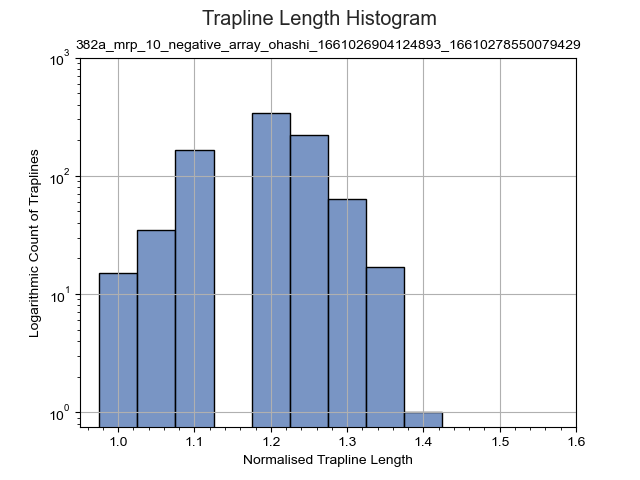 Trapline Length Histogram
382a_mrp_10_negative_array_ohashi_1661026904124893_16610278550079429
10³
10²
10¹
10⁰
Logarithmic Count of Traplines
1.0 1.1 1.2 1.3 1.4 1.5 1.6
Normalised Trapline Length